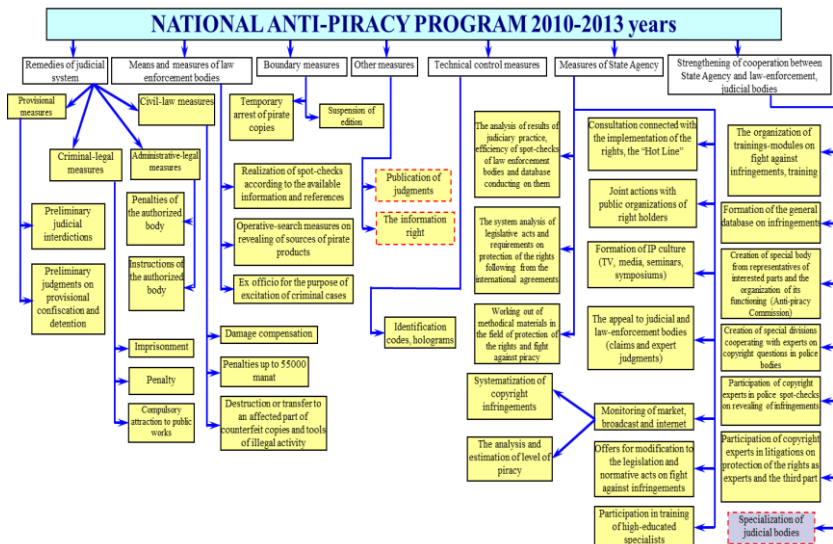 NATIONAL ANTI-PIRACY PROGRAM 2010-2013 years
Remedies of judicial
system
Means and measures of law
enforcement bodies
Boundary measures
Other measures
Technical control measures
Measures of State Agency
Strengthening of cooperation between
State Agency and law-enforcement,
judicial bodies
Provisional
measures
Civil-law measures
Criminal-legal
measures
Administrative-legal
measures
Preliminary
judicial
interdictions
Preliminary
judgments on
provisional
confiscation and
detention
Penalties of the
authorized
body
Instructions
of the
authorized
body
Imprisonment
Penalty
Compulsory
attraction to public
works
Realization of spot-checks
according to the available
information and references
Operative-search measures on
revealing of sources of pirate
products
Ex officio for the purpose of
excitation of criminal cases
Damage compensation
Penalties up to 55000
manat
Destruction or transfer to
an affected part of
counterfeit copies and tools
of illegal activity
Temporary
arrest of pirate
copies
Suspension of
edition
Publication of
judgments
The information
right
Identification
codes, holograms
The analysis of results of
judiciary practice,
efficiency of spot-checks
of law enforcement
bodies and database
conducting on them
The system analysis of
legislative acts and
requirements on
protection of the rights
following from the
international agreements
Working out of
methodical materials in
the field of protection of
the rights and fight
against piracy
Systematization of
copyright
infringements
The analysis and
estimation of level of
piracy
Consultation connected with
the implementation of the
rights, the “Hot Line”
Joint actions with
public organizations of
right holders
Formation of IP culture
(TV, media, seminars,
symposiums)
The appeal to judicial and
law-enforcement bodies
(claims and expert
judgments)
Monitoring of market,
broadcast and internet
Offers for modification to
the legislation and
normative acts on fight
against infringements
Participation in training
of high-educated
specialists
The organization of
trainings-modules on
fight against
infringements, training
Formation of the general
database on infringements
Creation of special body
from representatives of
interested parts and the
organization of its
functioning (Anti-piracy
Commission)
Creation of special divisions
cooperating with experts on
copyright questions in police
bodies
Participation of copyright
experts in police spot-checks
on revealing of infringements
Participation of copyright
experts in litigations on
protection of the rights as
experts and the third part
Specialization of
judicial bodies